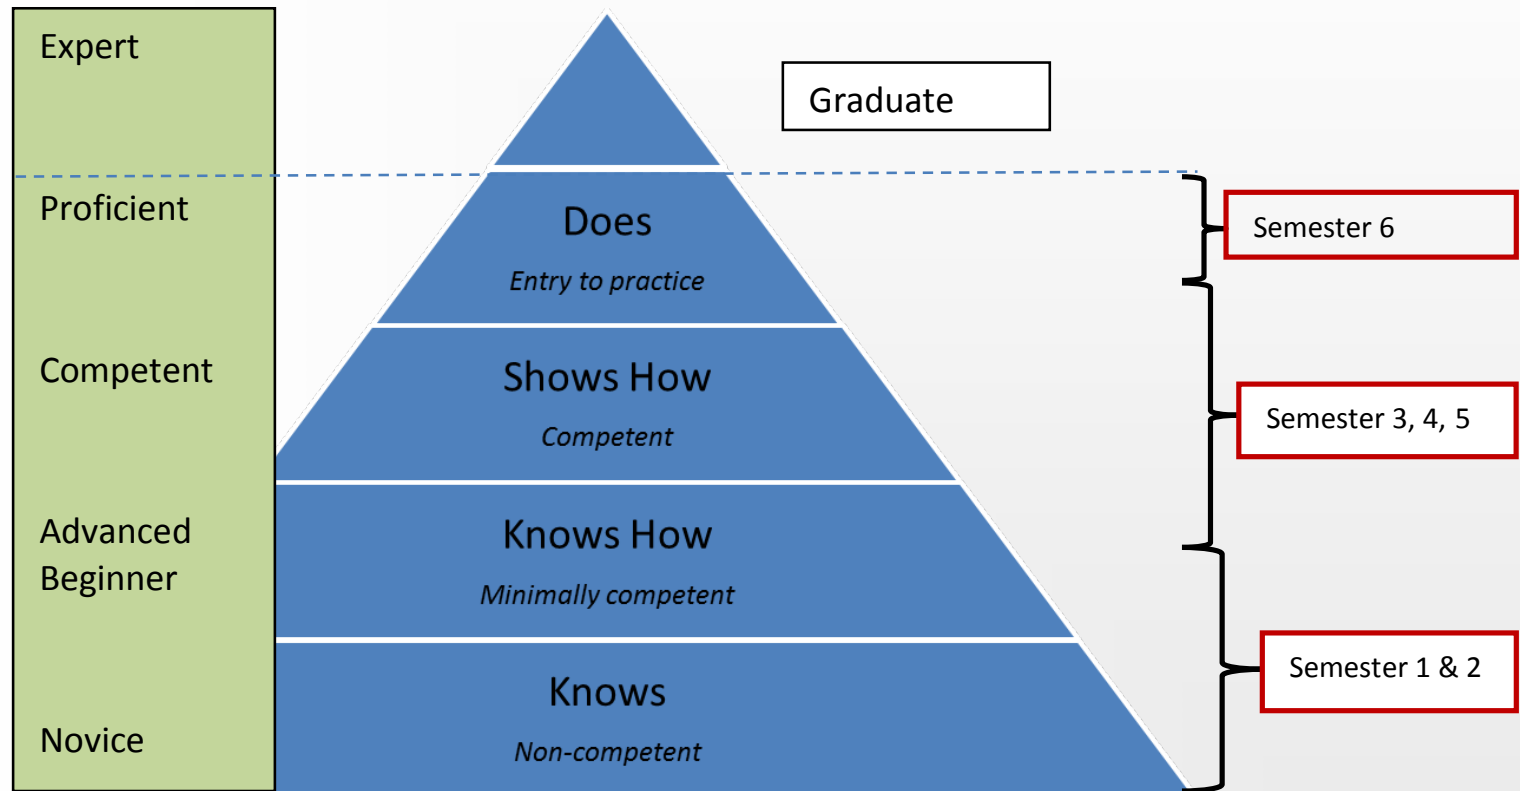 Expert
Graduate
Proficient
Does
Entry to practice
Semester 6
Competent
Shows How
Competent
Semester 3, 4, 5
Advanced
Beginner
Knows How
Minimally competent
Semester 1 & 2
Novice
Knows
Non-competent